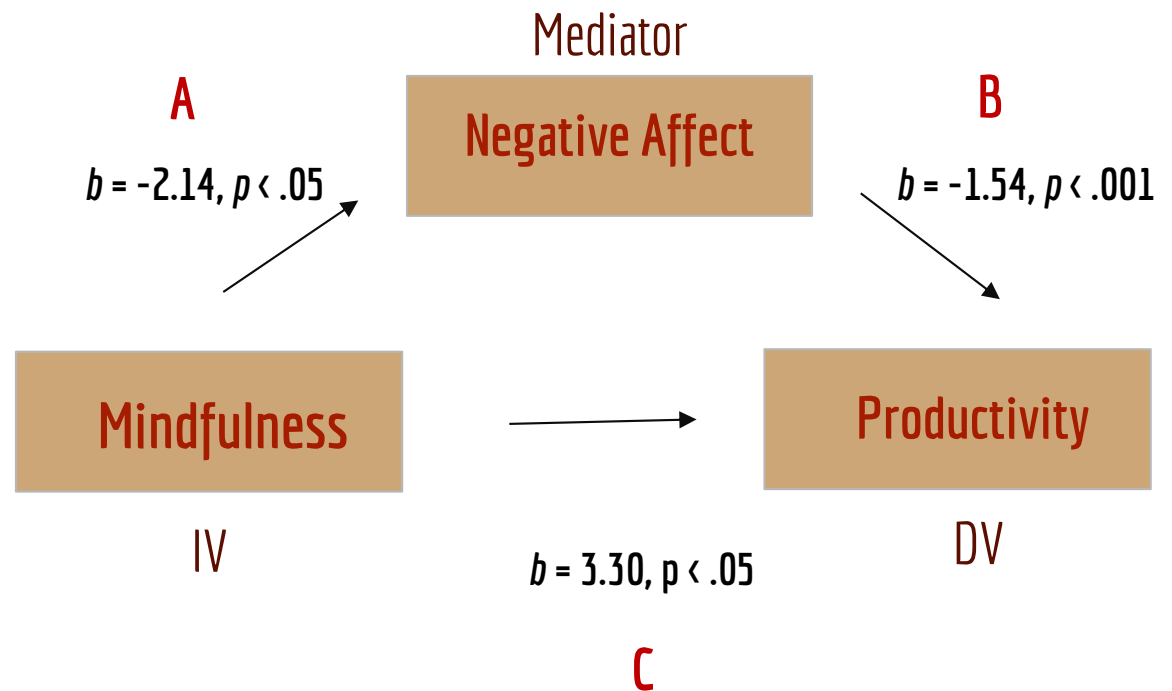 Mediator
A
Negative Affect
B
b = -2.14, p < .05
b = -1.54, p < .001
Mindfulness
Productivity
IV
DV
b = 3.30, p < .05
C